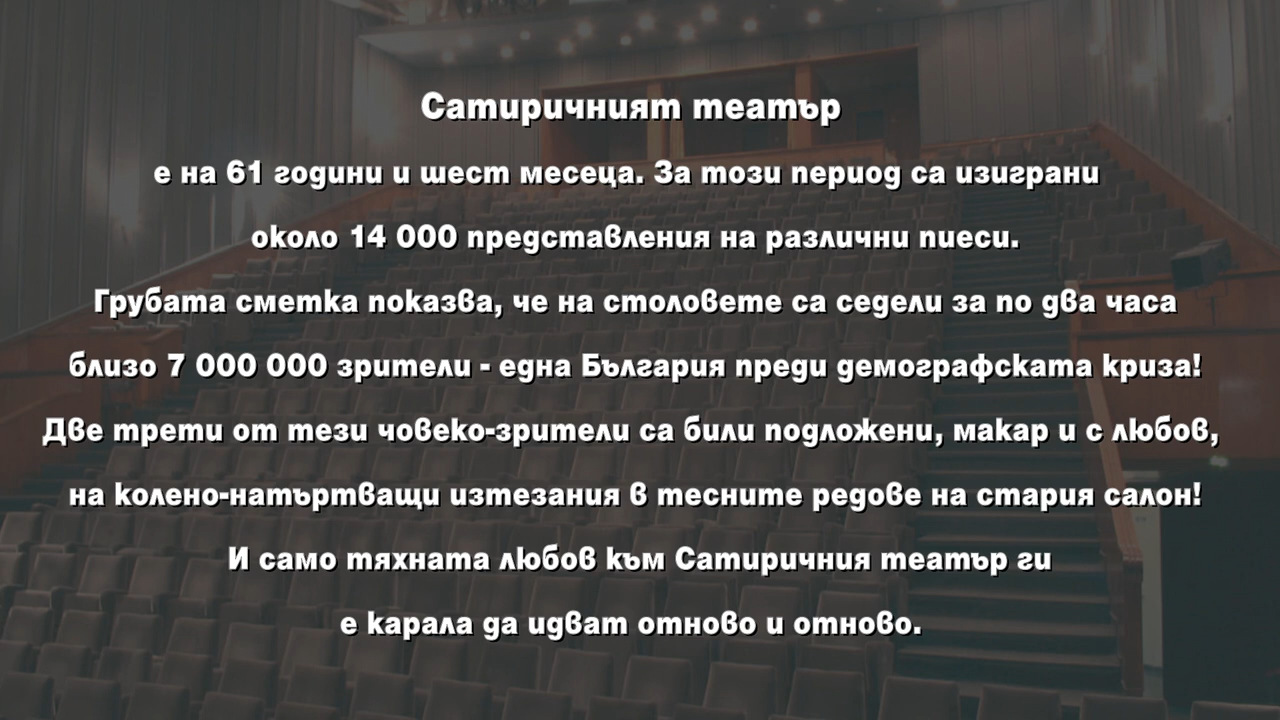 Сатиричният театър
е на 61 години и шест месеца. За този период са изиграни
около 14 000 представления на различни пиеси.
Грубата сметка показва, че на столовете са седели за по два часа
близо 7 000 000 зрители - една България преди демографската криза!
Две трети от тези човеко-зрители са били подложени, макар и с любов,
на колено-натъртващи изтезания в тесните редове на стария салон!
И само тяхната любов към Сатиричния театър ги
е карала да идват отново и отново.